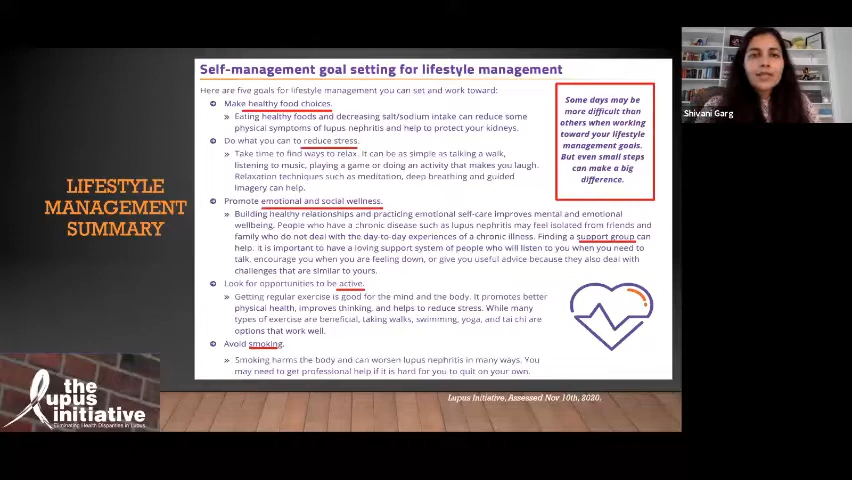 Self-management goal setting for lifestyle management
Here are five goals for lifestyle management you can set and work toward:
Make healthy food choices.
» Eating healthy foods and decreasing salt/sodium intake can reduce some
physical symptoms of lupus nephritis and help to protect your kidneys.
Do what you can to reduce stress.
» Take time to find ways to relax. It can be as simple as talking a walk,
listening to music, playing a game or doing an activity that makes you laugh.
Relaxation techniques such as meditation, deep breathing and guided
imagery can help.
Promote emotional and social wellness.
» Building healthy relationships and practicing emotional self-care improves mental and emotional
wellbeing. People who have a chronic disease such as lupus nephritis may feel isolated from friends and
family who do not deal with the day-to-day experiences of a chronic illness. Finding a support group can
help. It is important to have a loving support system of people who will listen to you when you need to
talk, encourage you when you are feeling down, or give you useful advice because they also deal with
challenges that are similar to yours.
Look for opportunities to be active.
» Getting regular exercise is good for the mind and the body. It promotes better
physical health, improves thinking, and helps to reduce stress. While many
types of exercise are beneficial, taking walks, swimming, yoga, and tai chi are
options that work well.
Avoid smoking.
» Smoking harms the body and can worsen lupus nephritis in many ways. You
may need to get professional help if it is hard for you to quit on your own.
Some days may be
more difficult than
others when working
toward your lifestyle
management goals.
But even small steps
can make a big
difference.
Shivani Garg
LIFESTYLE
MANAGEMENT
SUMMARY
the
lupus
initiative
Eliminating Health Disparities in Lupus
Lupus Initiative, Assessed Nov 10th, 2020.